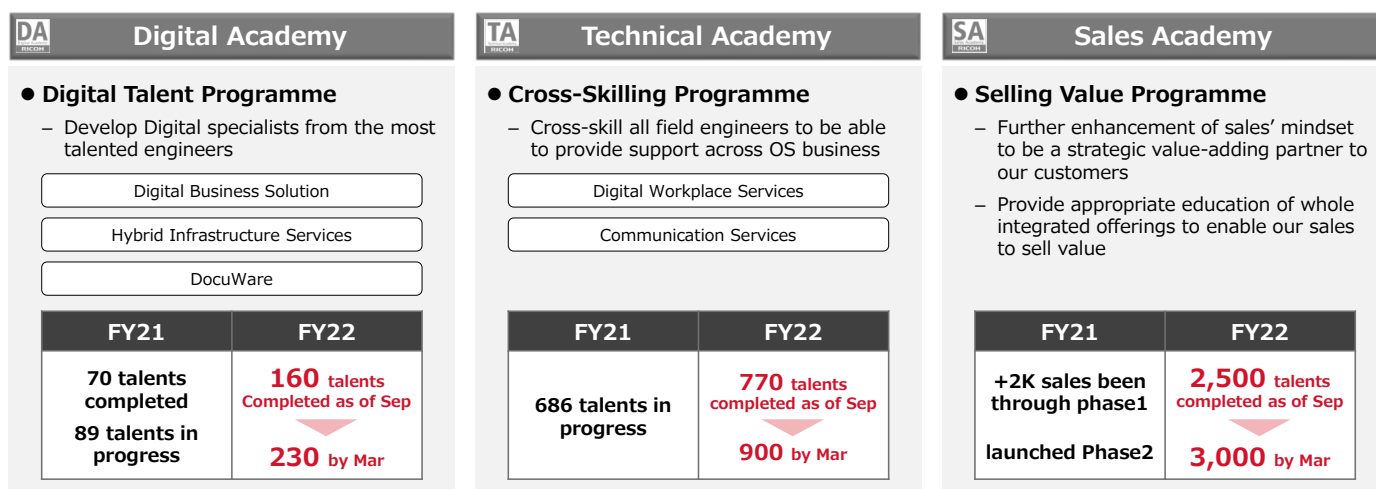 DA
RICOH
Digital Academy
● Digital Talent Programme
– Develop Digital specialists from the most
talented engineers
Digital Business Solution
Hybrid Infrastructure Services
DocuWare
FY21
FY22
70 talents
completed
89 talents in
progress
160 talents
Completed as of Sep
230 by Mar
TA
RICOH
Technical Academy
● Cross-Skilling Programme
– Cross-skill all field engineers to be able
to provide support across OS business
Digital Workplace Services
Communication Services
FY21
FY22
686 talents in
progress
770 talents
completed as of Sep
900 by Mar
SA
RICOH
Sales Academy
● Selling Value Programme
– Further enhancement of sales’ mindset
to be a strategic value-adding partner to
our customers
– Provide appropriate education of whole
integrated offerings to enable our sales
to sell value
FY21
FY22
+2K sales been
through phase1
launched Phase2
2,500 talents
completed as of Sep
3,000 by Mar